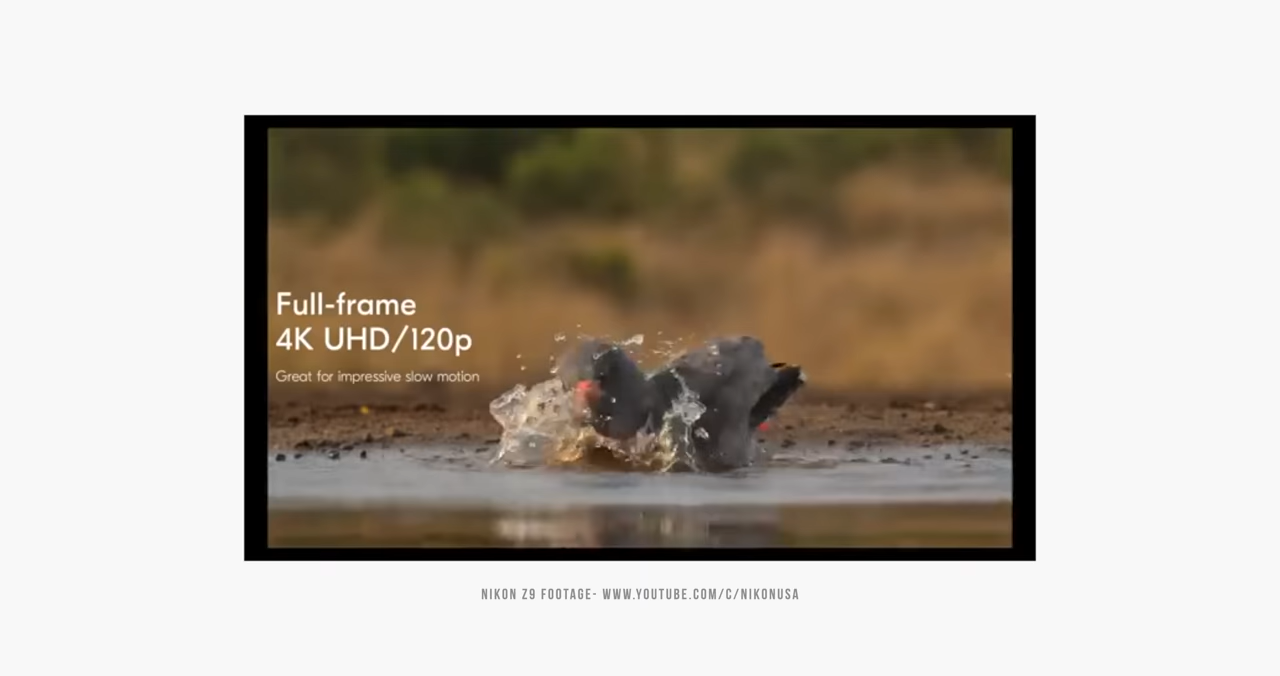 Full-frame
4K UHD/120p
Great for impressive slow motion
NIKON Z9 FOOTAGE- WWW.YOUTUBE.COM/C/NIKONUSA